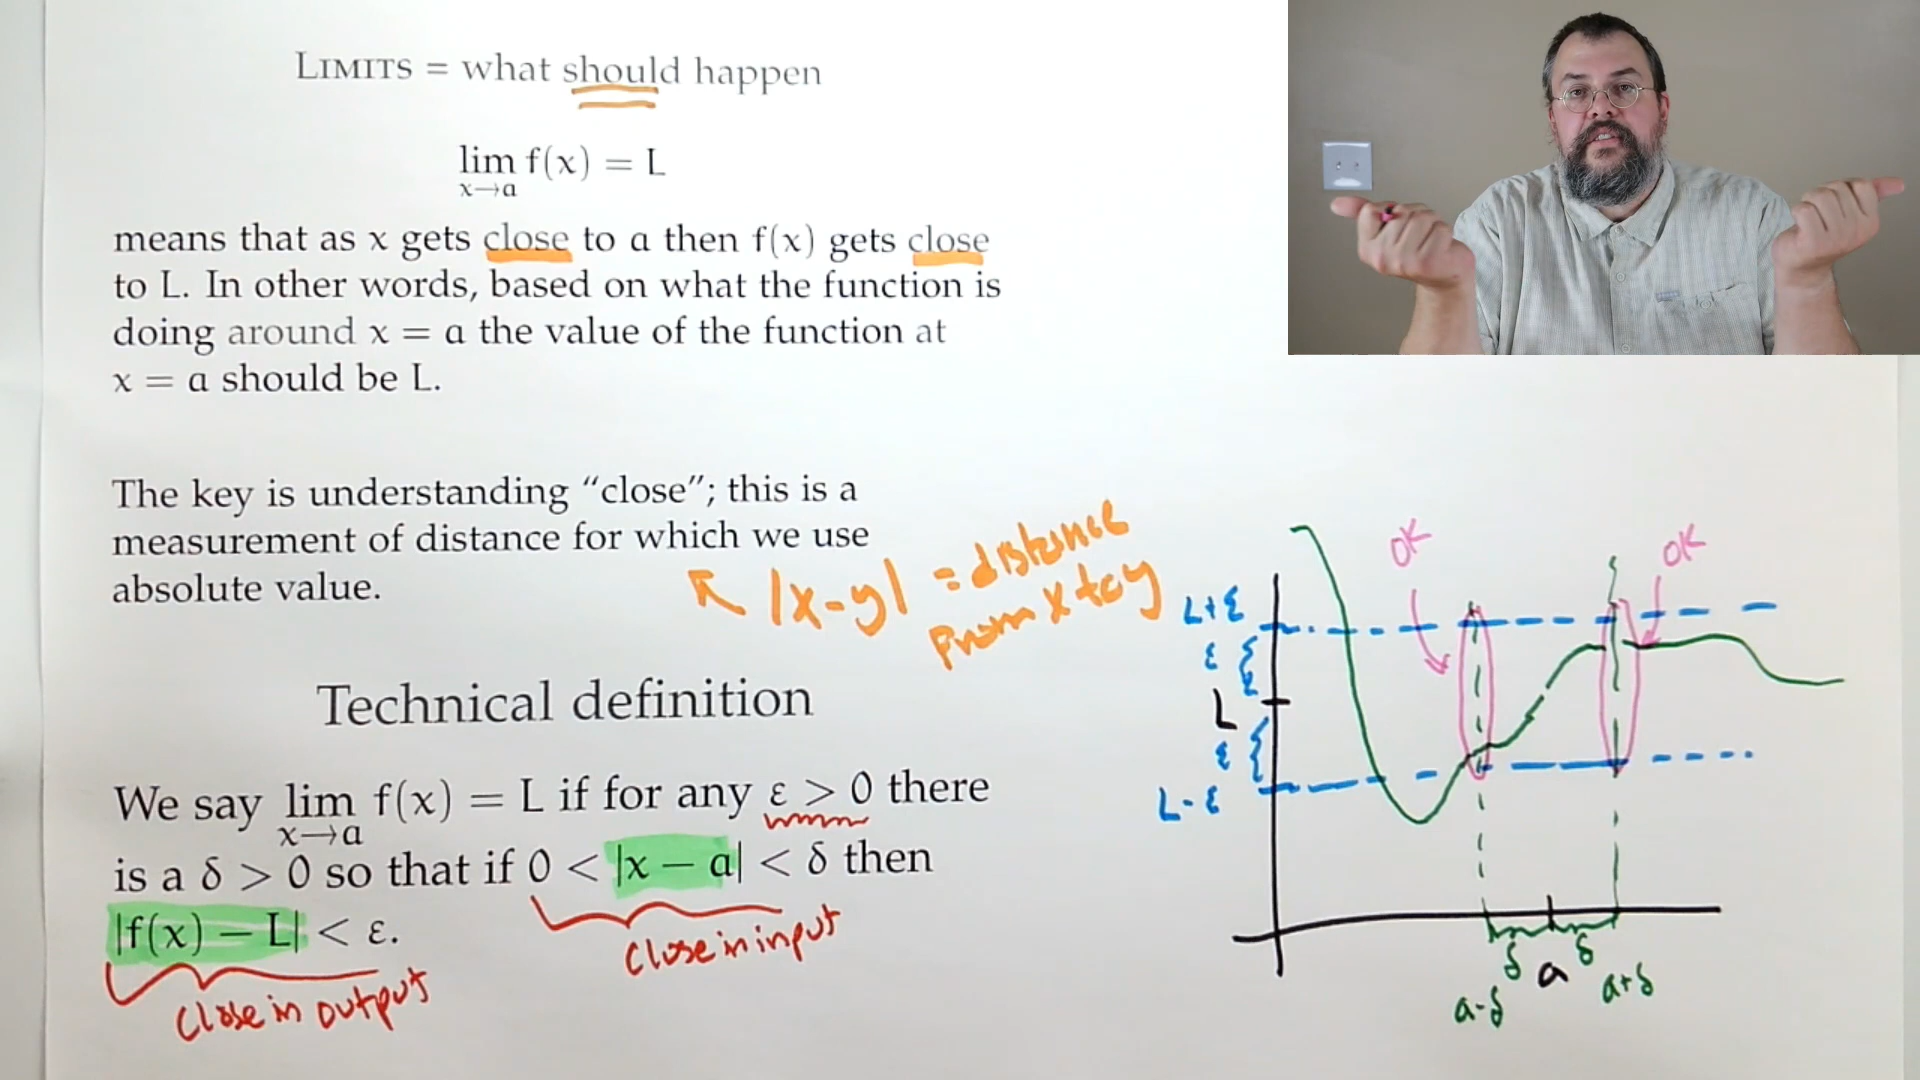 LIMITS = what should happen
lim f(x) = L
x→a
means that as x gets close to a then f(x) gets close
to L. In other words, based on what the function is
doing around x = a the value of the function at
x = a should be L.
The key is understanding “close”; this is a
measurement of distance for which we use
absolute value.
|x-y| = distance
from x to y
Technical definition
We say lim f(x) = L if for any ε > 0 there
x→a
is a δ > 0 so that if 0 < |x − a| < δ then
|f(x) − L| < ε.
Close in input
Close in output
OK
OK
L+ε
ε
L
ε
L-ε
δ
a
δ
a-δ
a+δ